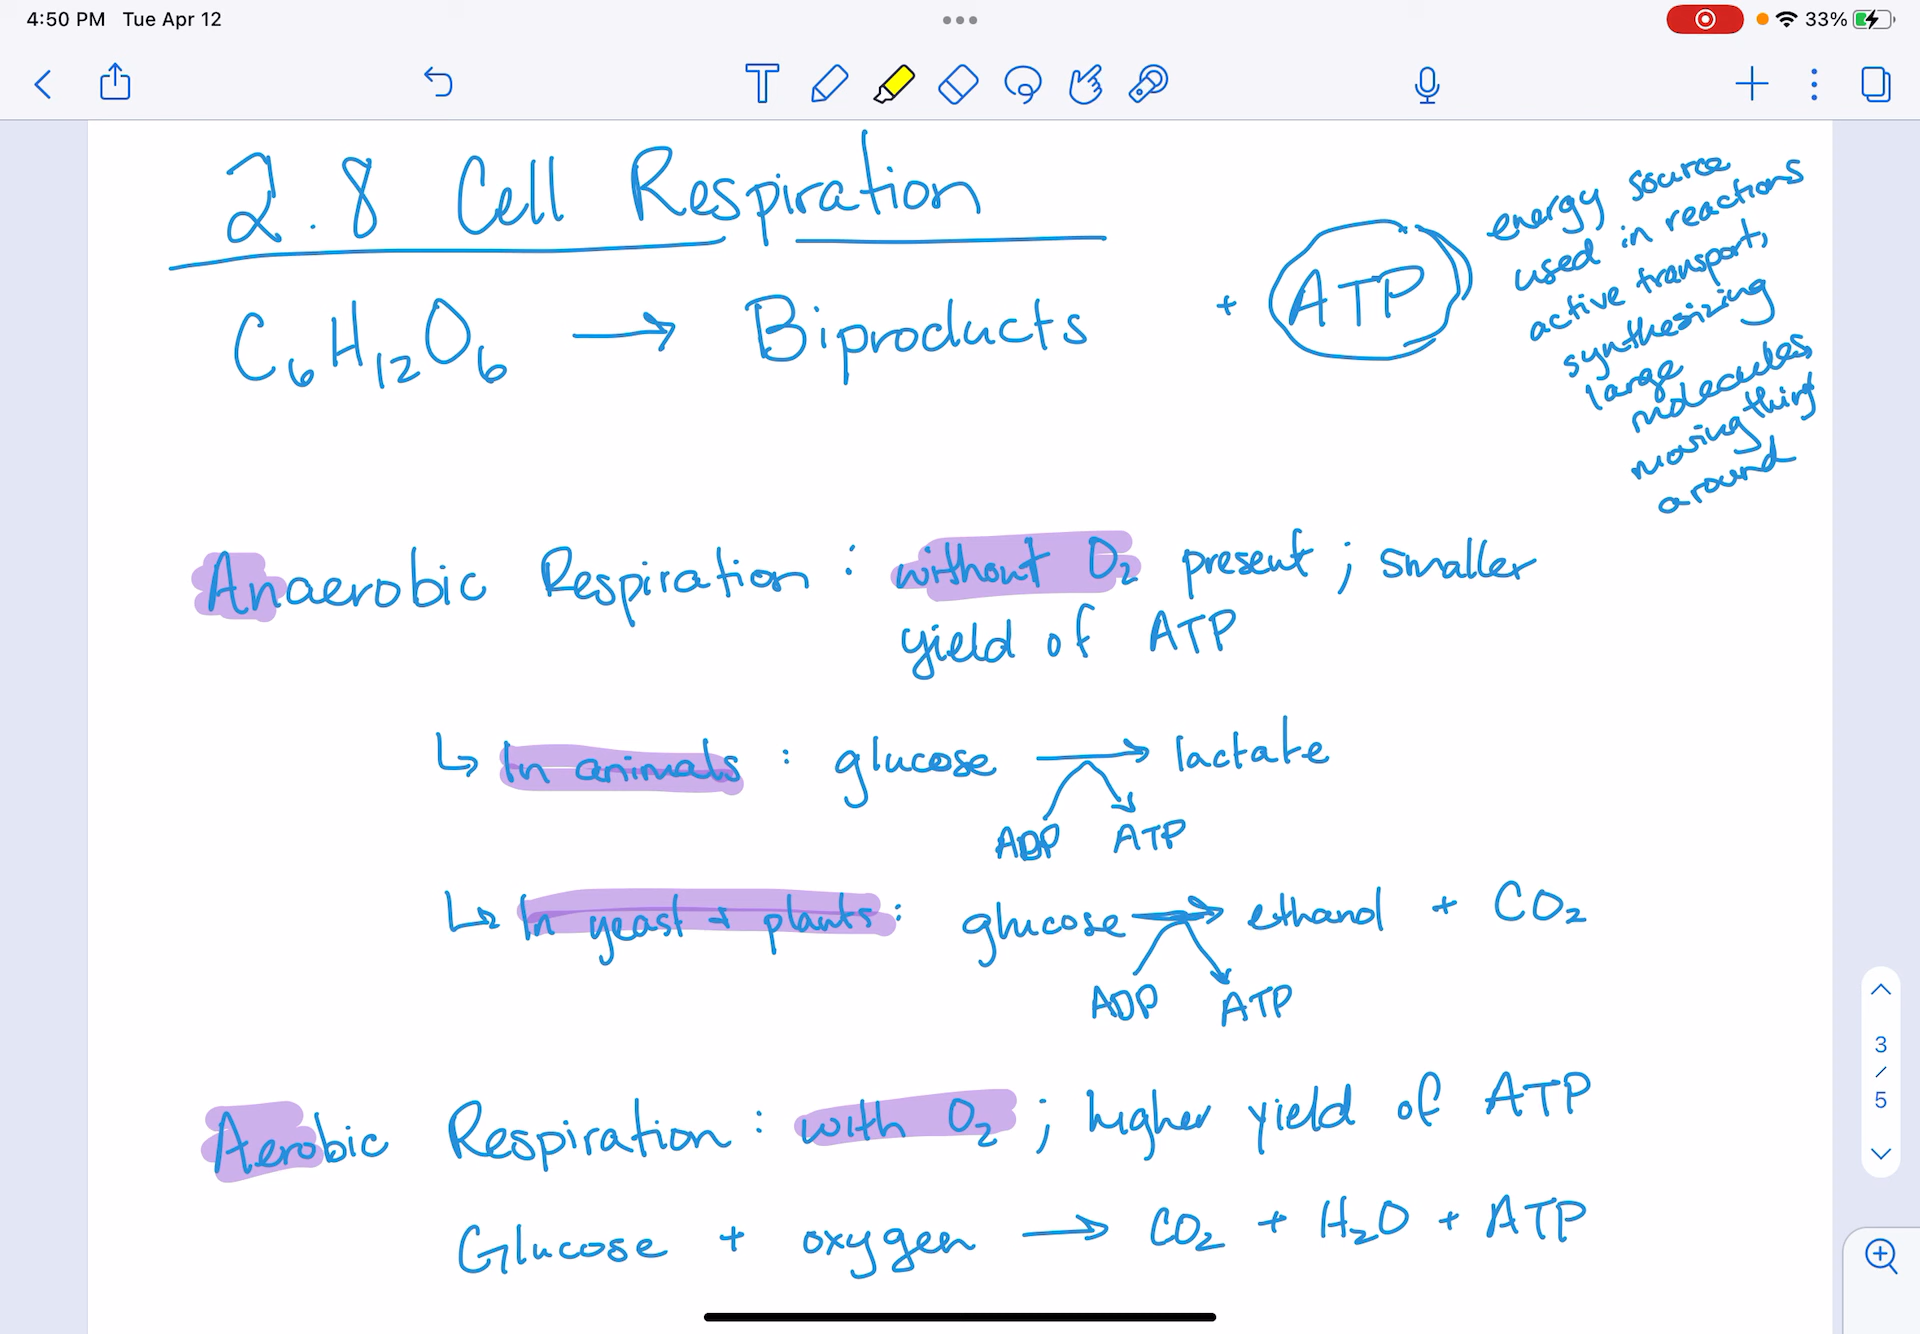 4:50 PM Tue Apr 12
33%
T
2.8 Cell Respiration
C6H12O6 → Biproducts + ATP
energy source
used in reactions
active transport,
synthesizing
large
molecules
moving thing
around
Anaerobic Respiration : without O2 present ; smaller
yield of ATP
↳ In animals : glucose → lactate
ADP ATP
↳ In yeast + plants : glucose → ethanol + CO2
ADP ATP
Aerobic Respiration : with O2 ; higher yield of ATP
Glucose + oxygen → CO2 + H2O + ATP
3
/
5